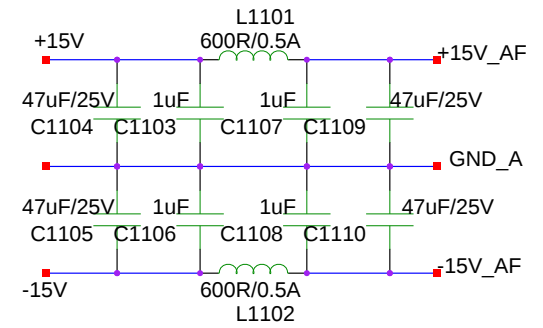 L1101
+15V
600R/0.5A
+15V_AF
47uF/25V
1uF
1uF
47uF/25V
C1104
C1103
C1107
C1109
GND_A
47uF/25V
1uF
1uF
47uF/25V
C1105
C1106
C1108
C1110
-15V_AF
-15V
600R/0.5A
L1102